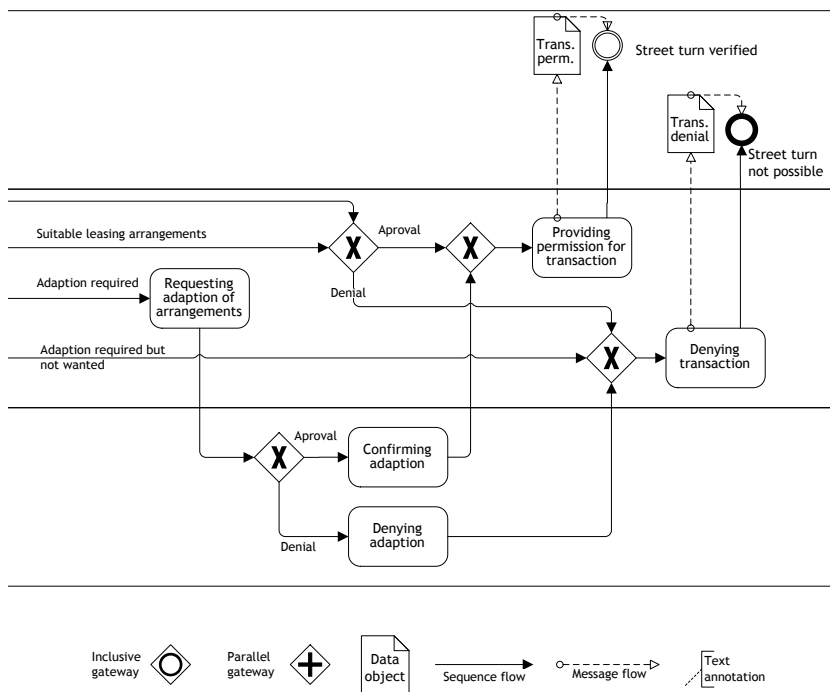 Trans.
perm.
Street turn verified
Trans.
denial
Street turn
not possible
Suitable leasing arrangements
X
Aproval
X
Providing
permission for
transaction
Adaption required
Requesting
adaption of
arrangements
Denial
Adaption required but
not wanted
X
Denying
transaction
X
Aproval
Confirming
adaption
Denial
Denying
adaption
Inclusive
gateway
Parallel
gateway
Data
object
Sequence flow
Message flow
Text
annotation